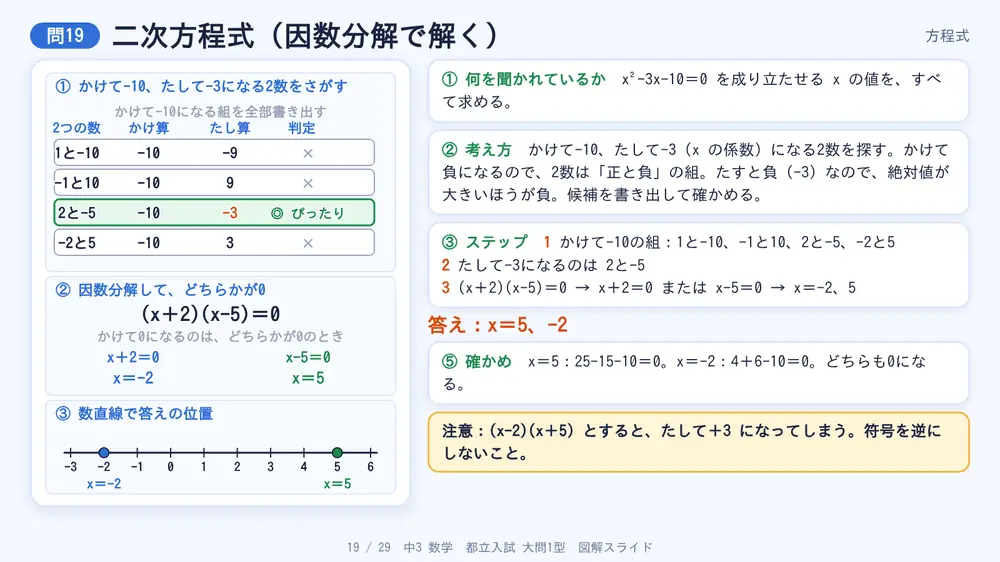 問19 二次方程式（因数分解で解く） 方程式
① かけて-10、たして-3になる2数をさがす
かけて-10になる組を全部書き出す
2つの数 かけ算 たし算 判定
1と-10 -10 -9 ×
-1と10 -10 9 ×
2と-5 -10 -3 ◎ ぴったり
-2と5 -10 3 ×
② 因数分解して、どちらかが0
(x＋2)(x-5)＝0
かけて0になるのは、どちらかが0のとき
x＋2＝0 x-5＝0
x＝-2 x＝5
③ 数直線で答えの位置
-3 -2 -1 0 1 2 3 4 5 6
x＝-2 x＝5
① 何を聞かれているか x²-3x-10＝0 を成り立たせる x の値を、すべ
て求める。
② 考え方 かけて-10、たして-3（x の係数）になる2数を探す。かけて
負になるので、2数は「正と負」の組。たすと負（-3）なので、絶対値が
大きいほうが負。候補を書き出して確かめる。
③ ステップ 1 かけて-10の組：1と-10、-1と10、2と-5、-2と5
2 たして-3になるのは 2と-5
3 (x＋2)(x-5)＝0 → x＋2＝0 または x-5＝0 → x＝-2、5
答え：x＝5、-2
⑤ 確かめ x＝5：25-15-10＝0。x＝-2：4＋6-10＝0。どちらも0にな
る。
注意：(x-2)(x＋5) とすると、たして＋3 になってしまう。符号を逆に
しないこと。
19 / 29 中3 数学 都立入試 大問1型 図解スライド